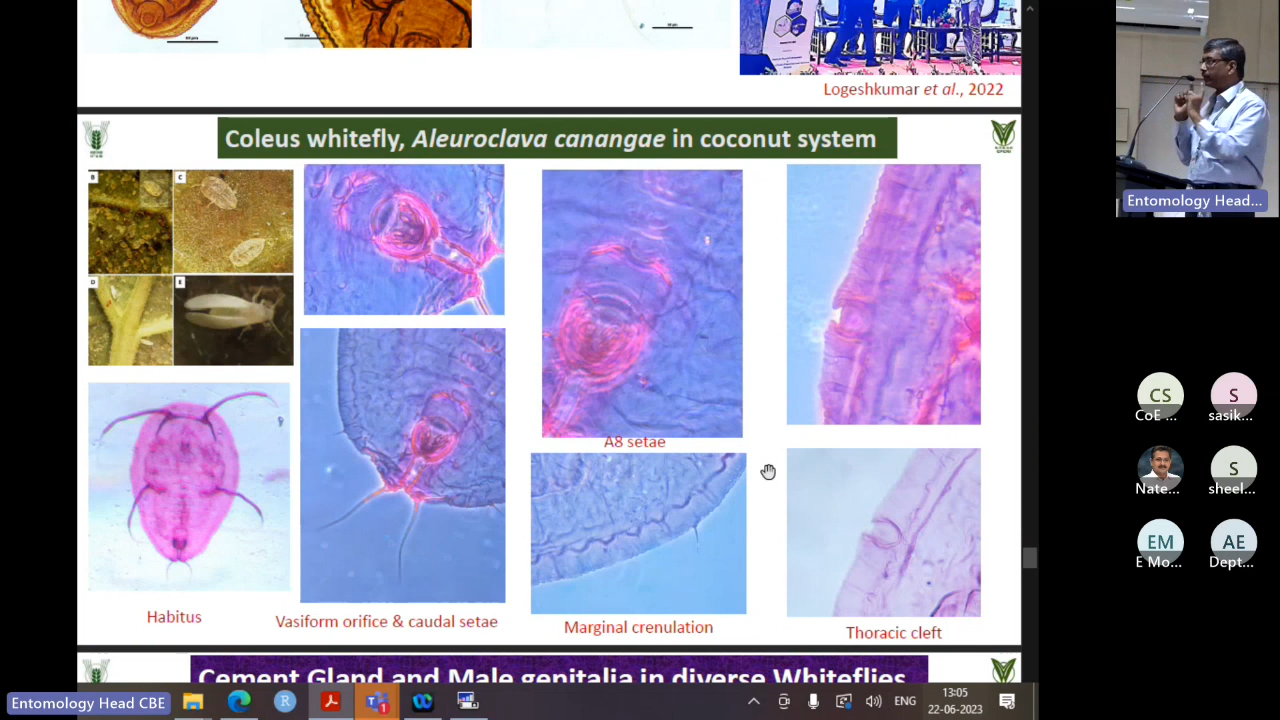 Logeshkumar et al., 2022
Coleus whitefly, Aleuroclava canangae in coconut system
B
C
D
E
Habitus
Vasiform orifice & caudal setae
A8 setae
Marginal crenulation
Thoracic cleft
Cement Gland and Male genitalia in diverse Whiteflies
Entomology Head...
CS
CoE ...
S
sasik...
Nate...
S
sheel...
EM
E Mo...
AE
Dept...
Entomology Head CBE
R
1
ENG
13:05
22-06-2023